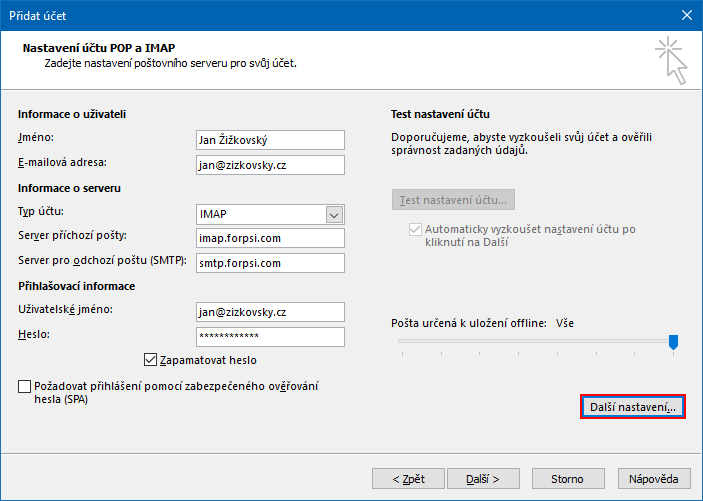 Přidat účet
Nastavení účtu POP a IMAP
Zadejte nastavení poštovního serveru pro svůj účet.
Informace o uživateli
Jméno: Jan Žižkovský
E-mailová adresa: jan@zizkovsky.cz
Informace o serveru
Typ účtu: IMAP
Server příchozí pošty: imap.forpsi.com
Server pro odchozí poštu (SMTP): smtp.forpsi.com
Přihlašovací informace
Uživatelské jméno: jan@zizkovsky.cz
Heslo: ************
Zapamatovat heslo
Požadovat přihlášení pomocí zabezpečeného ověřování
hesla (SPA)
Test nastavení účtu
Doporučujeme, abyste vyzkoušeli svůj účet a ověřili
správnost zadaných údajů.
Test nastavení účtu...
Automaticky vyzkoušet nastavení účtu po
kliknutí na Další
Pošta určená k uložení offline: Vše
Další nastavení...
< Zpět
Další >
Storno
Nápověda